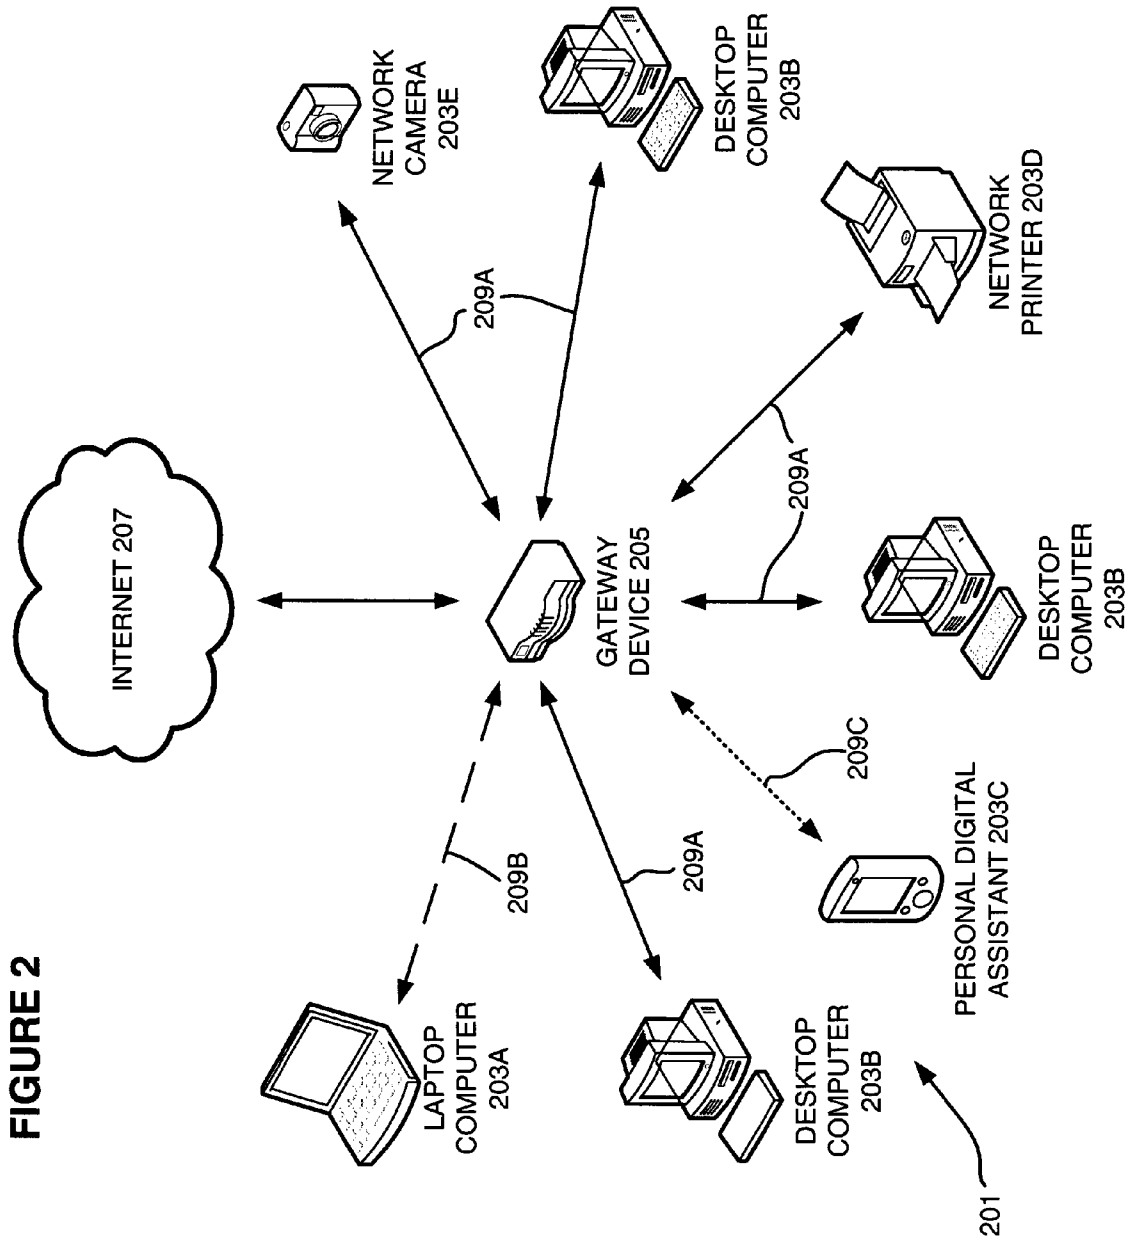 FIGURE 2
INTERNET 207
LAPTOP
COMPUTER
203A
209B
GATEWAY
DEVICE 205
209A
NETWORK
CAMERA
203E
209A
DESKTOP
COMPUTER
203B
DESKTOP
COMPUTER
203B
209C
209A
PERSONAL DIGITAL
ASSISTANT 203C
DESKTOP
COMPUTER
203B
NETWORK
PRINTER 203D
201